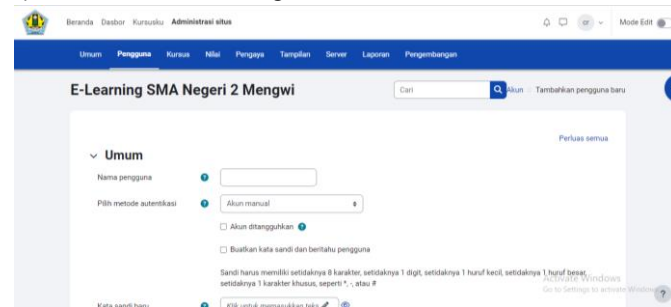 Beranda Dasbor Kursusku Administrasi situs
or Mode Edit
Umum Pengguna Kursus Nilai Pengaya Tampilan Server Laporan Pengembangan
E-Learning SMA Negeri 2 Mengwi
Cari
Akun Tambahkan pengguna baru
Perluas semua
Umum
Nama pengguna
Pilih metode autentikasi Akun manual
Akun ditangguhkan
Buatkan kata sandi dan beritahu pengguna
Sandi harus memiliki setidaknya 8 karakter, setidaknya 1 digit, setidaknya 1 huruf kecil, setidaknya 1 huruf besar,
setidaknya 1 karakter khusus, seperti *, -, atau #
Activate Windows
Go to Settings to activate Windows
Kata sandi baru Klik untuk memasukkan teks
?